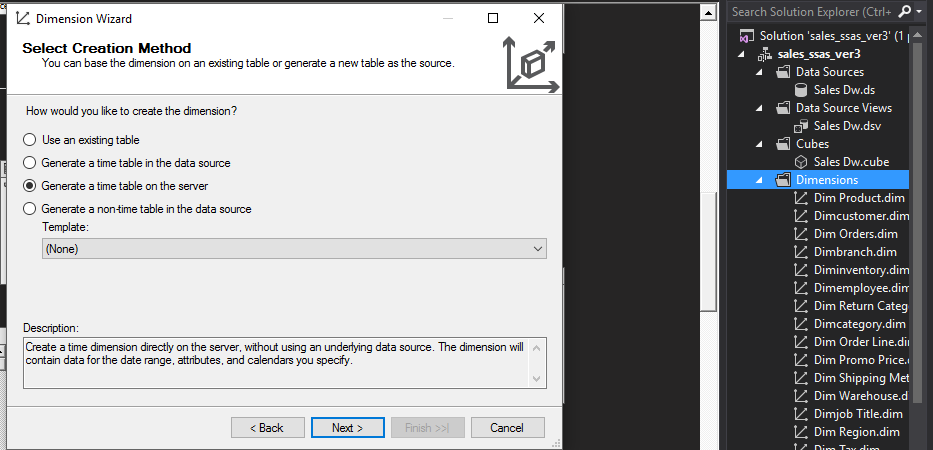 Dimension Wizard
Select Creation Method
You can base the dimension on an existing table or generate a new table as the source.
How would you like to create the dimension?
Use an existing table
Generate a time table in the data source
Generate a time table on the server
Generate a non-time table in the data source
Template:
(None)
Description:
Create a time dimension directly on the server, without using an underlying data source. The dimension will
contain data for the date range, attributes, and calendars you specify.
< Back
Next >
Finish >>|
Cancel
Search Solution Explorer (Ctrl+
Solution 'sales_ssas_ver3' (1 p
sales_ssas_ver3
Data Sources
Sales Dw.ds
Data Source Views
Sales Dw.dsv
Cubes
Sales Dw.cube
Dimensions
Dim Product.dim
Dimcustomer.dim
Dim Orders.dim
Dimbranch.dim
Diminventory.dim
Dimemployee.dim
Dim Return Categ
Dimcategory.dim
Dim Order Line.di
Dim Promo Price.
Dim Shipping Met
Dim Warehouse.d
Dimjob Title.dim
Dim Region.dim
Dim Tax.dim